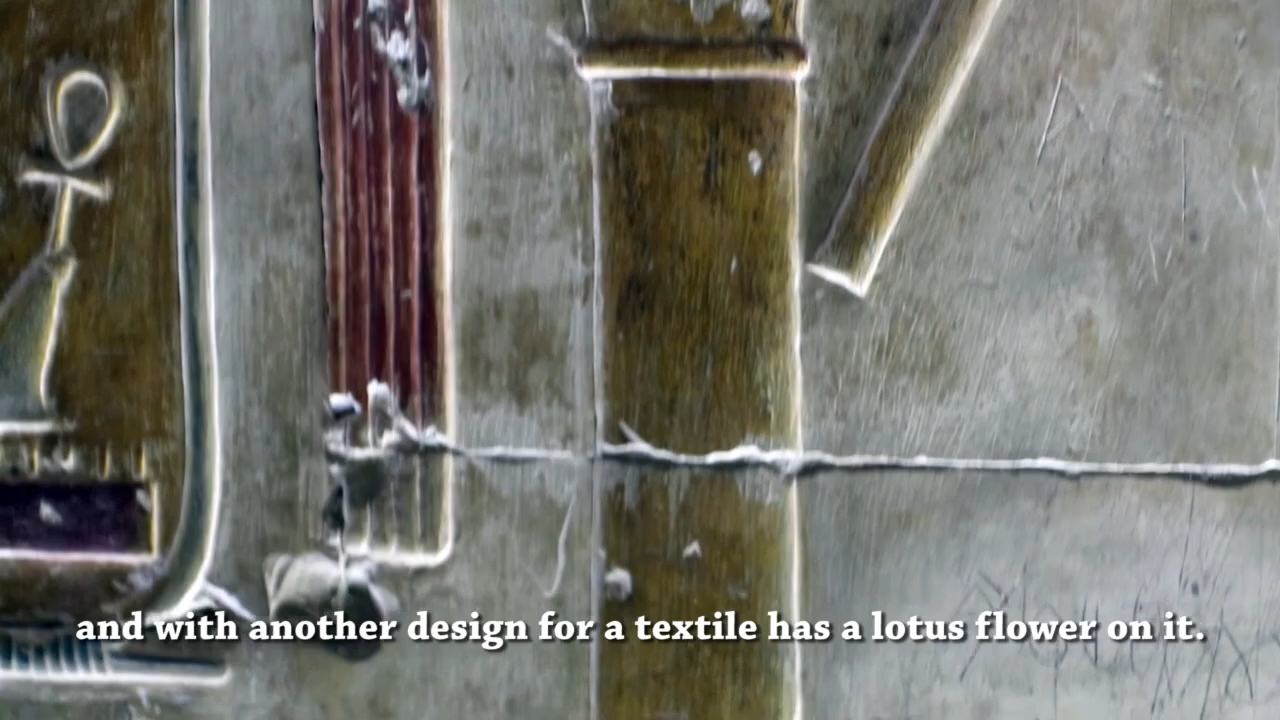 and with another design for a textile has a lotus flower on it.